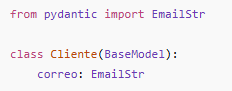 from pydantic import EmailStr

class Cliente(BaseModel):
    correo: EmailStr